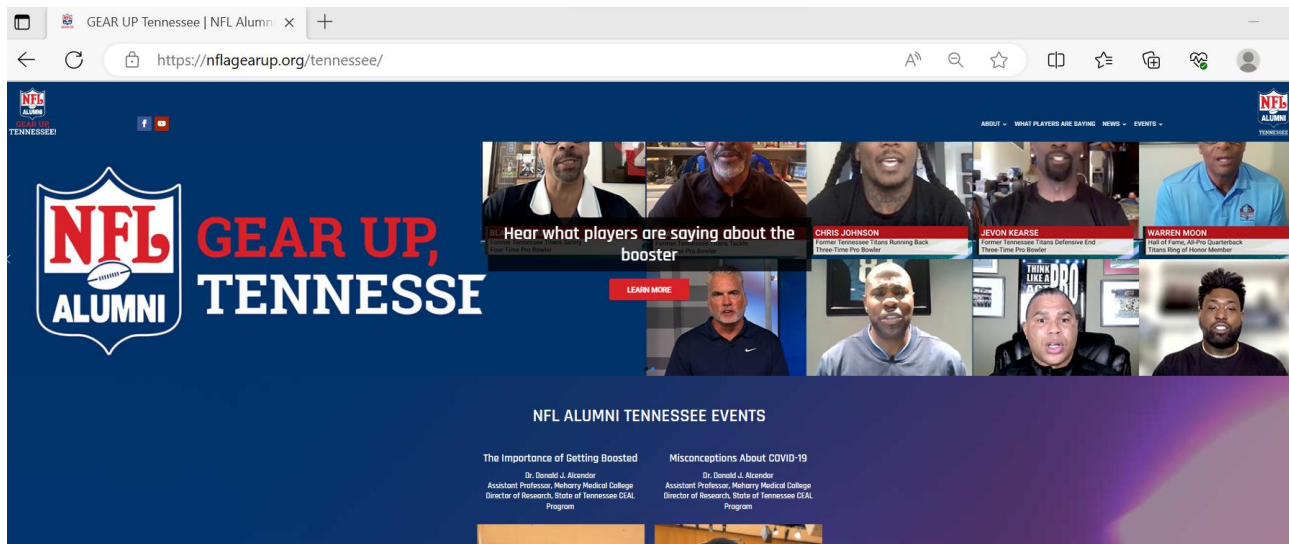 GEAR UP Tennessee | NFL Alumn
https://nflagearup.org/tennessee/
NFL
ALUMNI
GEAR UP,
TENNESSEE!
ABOUT
WHAT PLAYERS ARE SAYING
NEWS
EVENTS
NFL
ALUMNI
TENNESSEE
NFL
ALUMNI
GEAR UP,
TENNESSE
Hear what players are saying about the
booster
LEARN MORE
CHRIS JOHNSON
Former Tennessee Titans Running Back
Three-Time Pro Bowler
JEVON KEARSE
Former Tennessee Titans Defensive End
Three-Time Pro Bowler
WARREN MOON
Hall of Fame, All-Pro Quarterback
Titans Ring of Honor Member
THINK
LIKE A
PRO
NFL ALUMNI TENNESSEE EVENTS
The Importance of Getting Boosted
Dr. Donald J. Alcendor
Assistant Professor, Meharry Medical College
Director of Research, State of Tennessee CEAL
Program
Misconceptions About COVID-19
Dr. Donald J. Alcendor
Assistant Professor, Meharry Medical College
Director of Research, State of Tennessee CEAL
Program